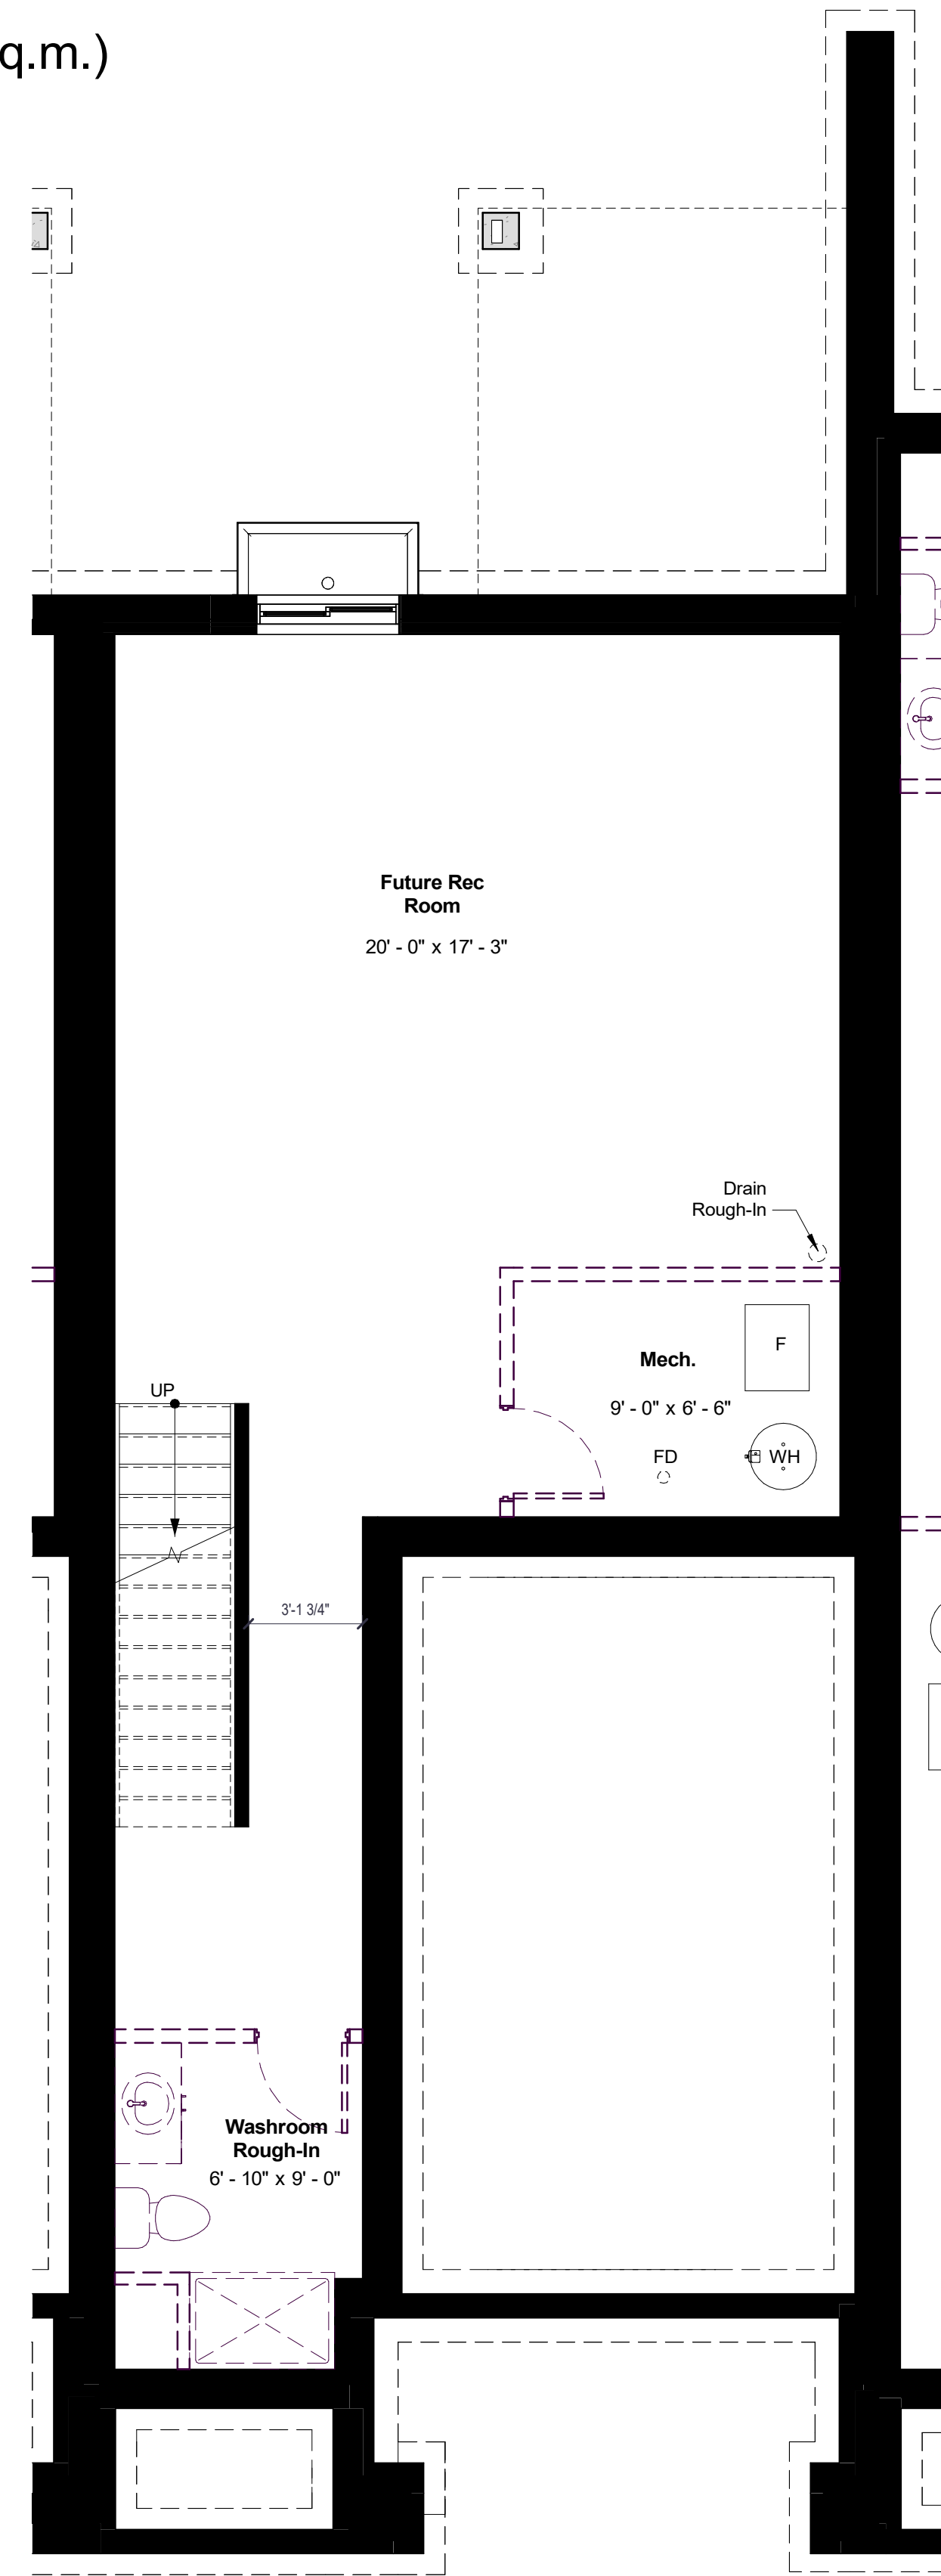 q.m.)
Future Rec
Room
20' - 0" x 17' - 3"
Drain
Rough-In
F
Mech.
9' - 0" x 6' - 6"
UP
FD
WH
3'-1 3/4"
Washroom
Rough-In
6' - 10" x 9' - 0"